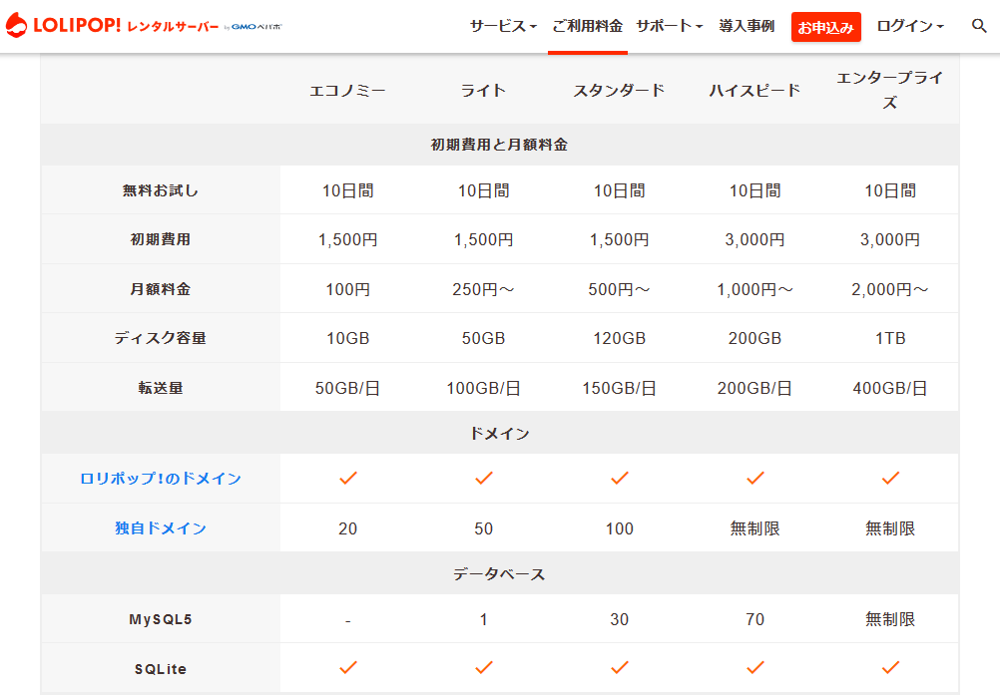 LOLIPOP! レンタルサーバー by GMOペパボ サービス ご利用料金 サポート 導入事例 お申込み ログイン
エコノミー ライト スタンダード ハイスピード エンタープライ
ズ
初期費用と月額料金
無料お試し 10日間 10日間 10日間 10日間 10日間
初期費用 1,500円 1,500円 1,500円 3,000円 3,000円
月額料金 100円 250円～ 500円～ 1,000円～ 2,000円～
ディスク容量 10GB 50GB 120GB 200GB 1TB
転送量 50GB/日 100GB/日 150GB/日 200GB/日 400GB/日
ドメイン
ロリポップ!のドメイン ✓ ✓ ✓ ✓ ✓
独自ドメイン 20 50 100 無制限 無制限
データベース
MySQL5 - 1 30 70 無制限
SQLite ✓ ✓ ✓ ✓ ✓